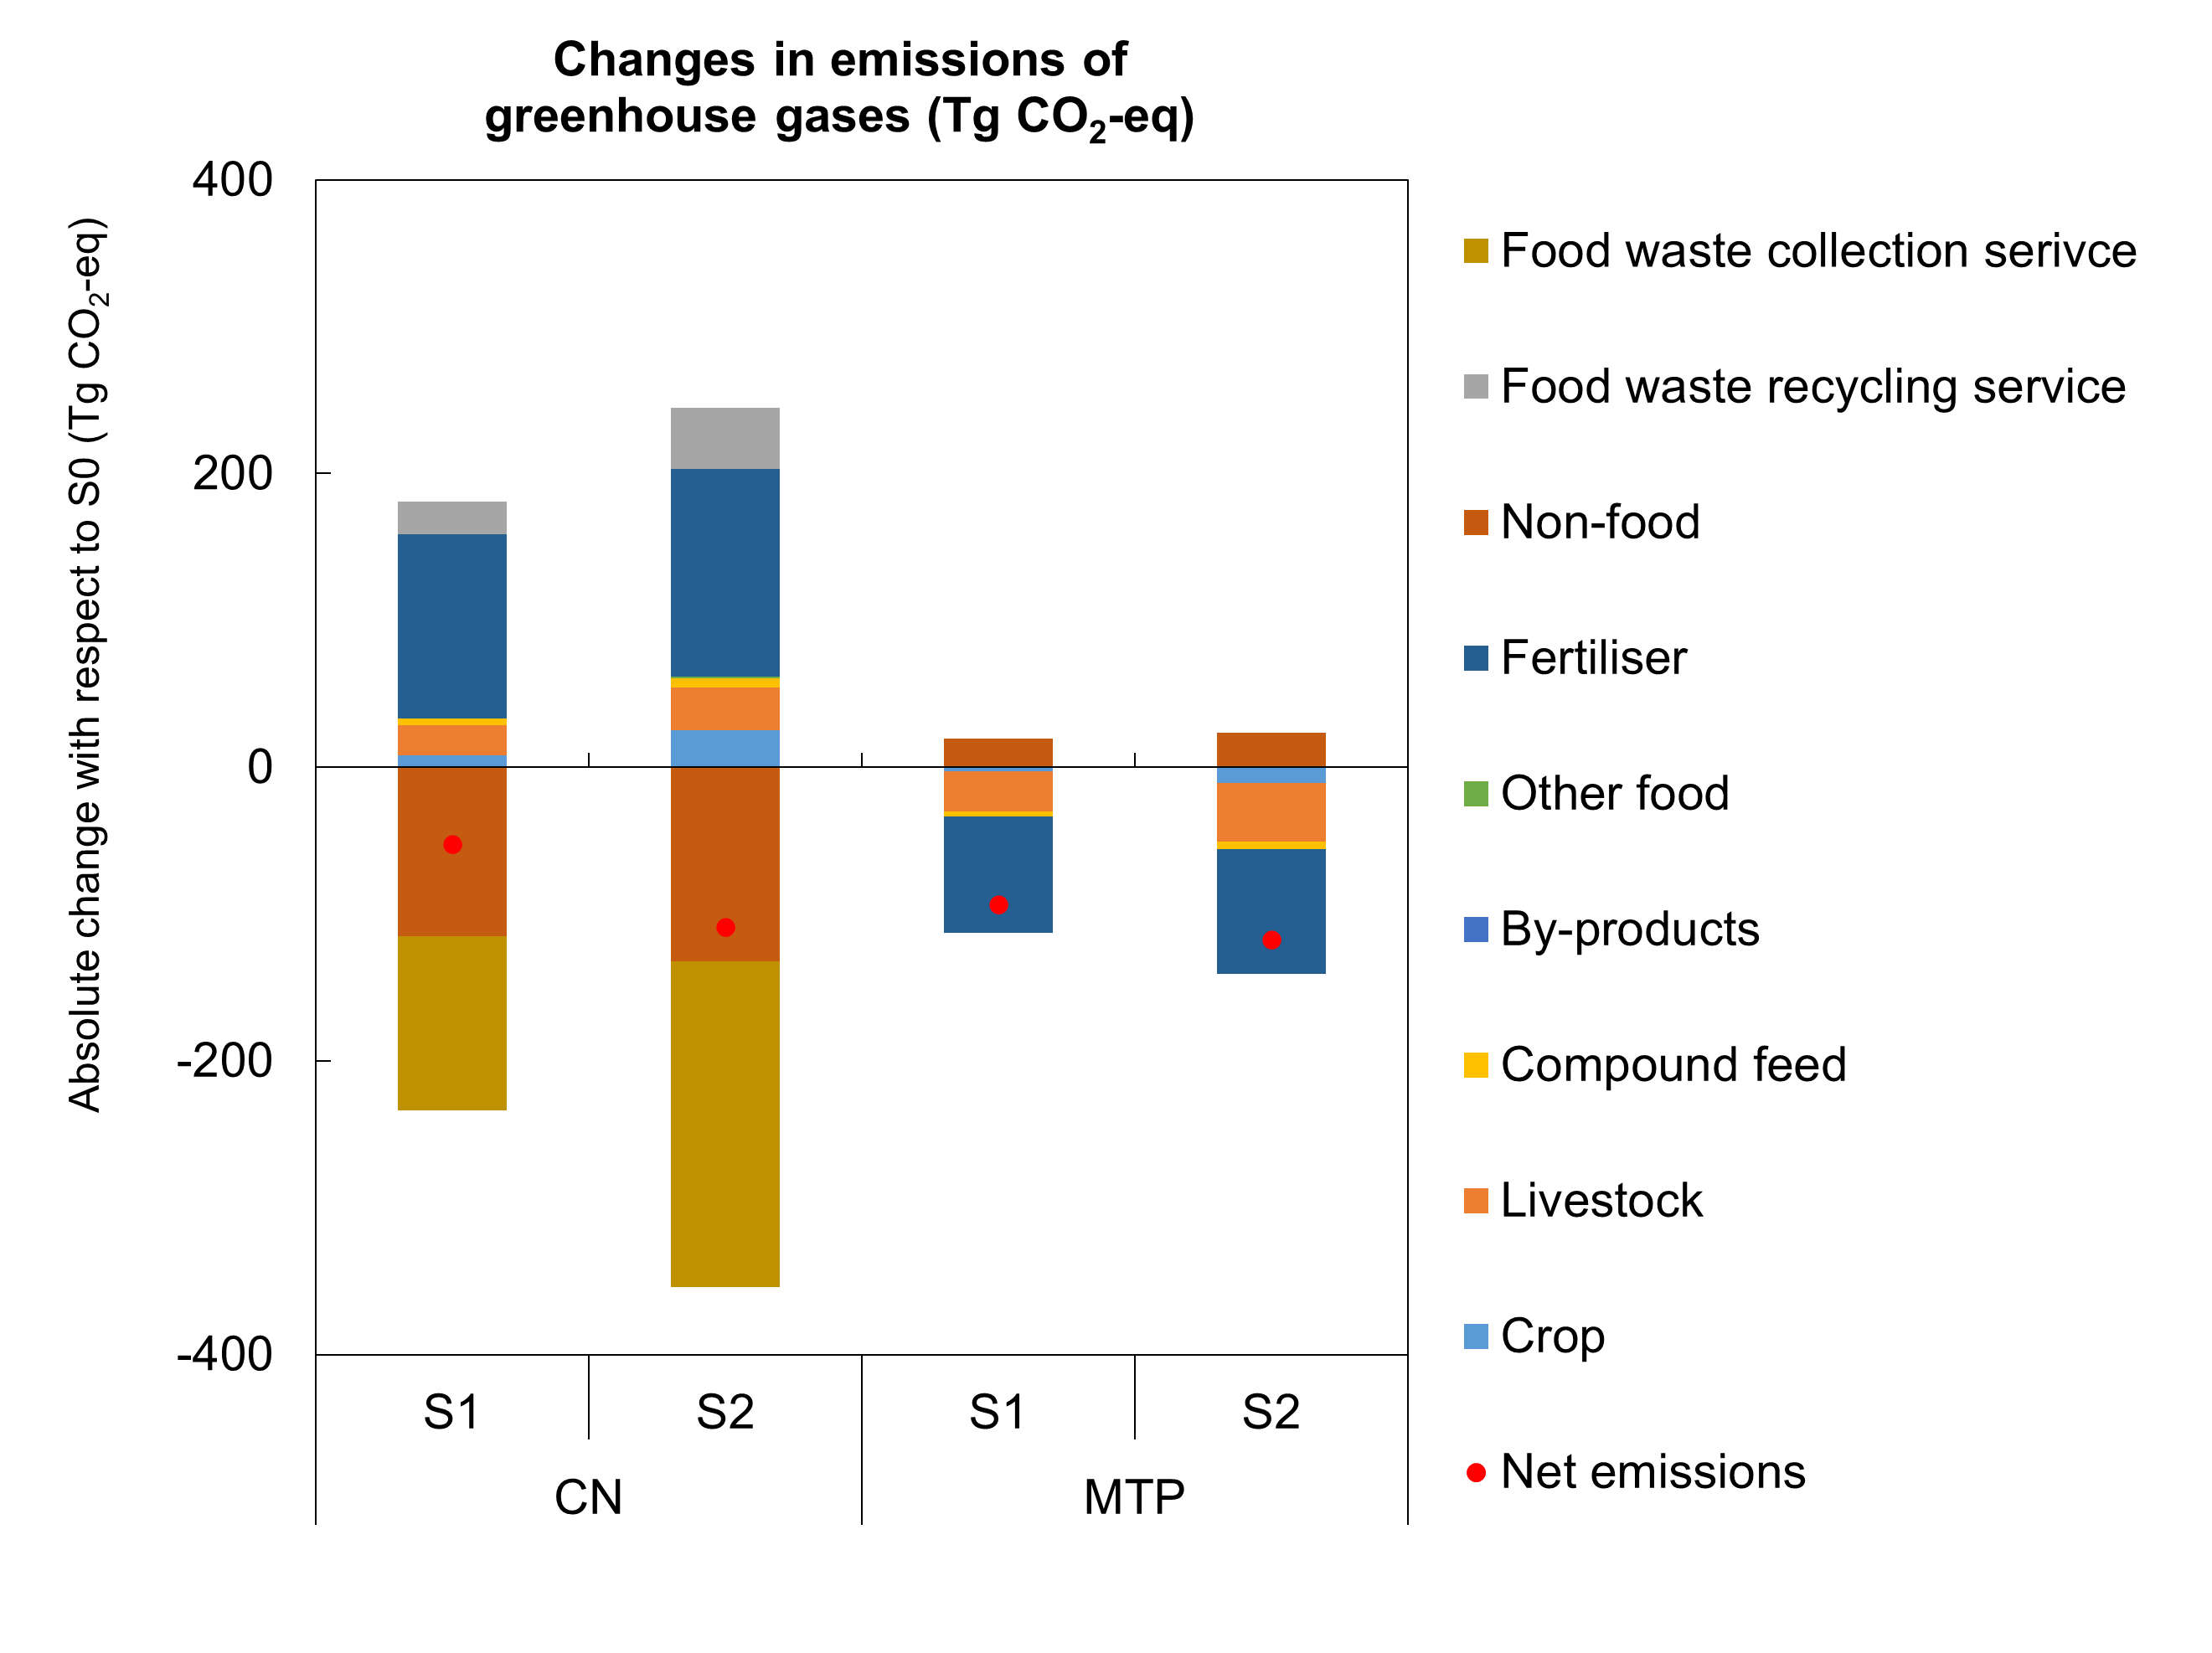 Changes in emissions of
greenhouse gases (Tg CO₂-eq)
Absolute change with respect to S0 (Tg CO₂-eq)
400
200
0
-200
-400
S1
S2
S1
S2
CN
MTP
Food waste collection serivce
Food waste recycling service
Non-food
Fertiliser
Other food
By-products
Compound feed
Livestock
Crop
Net emissions